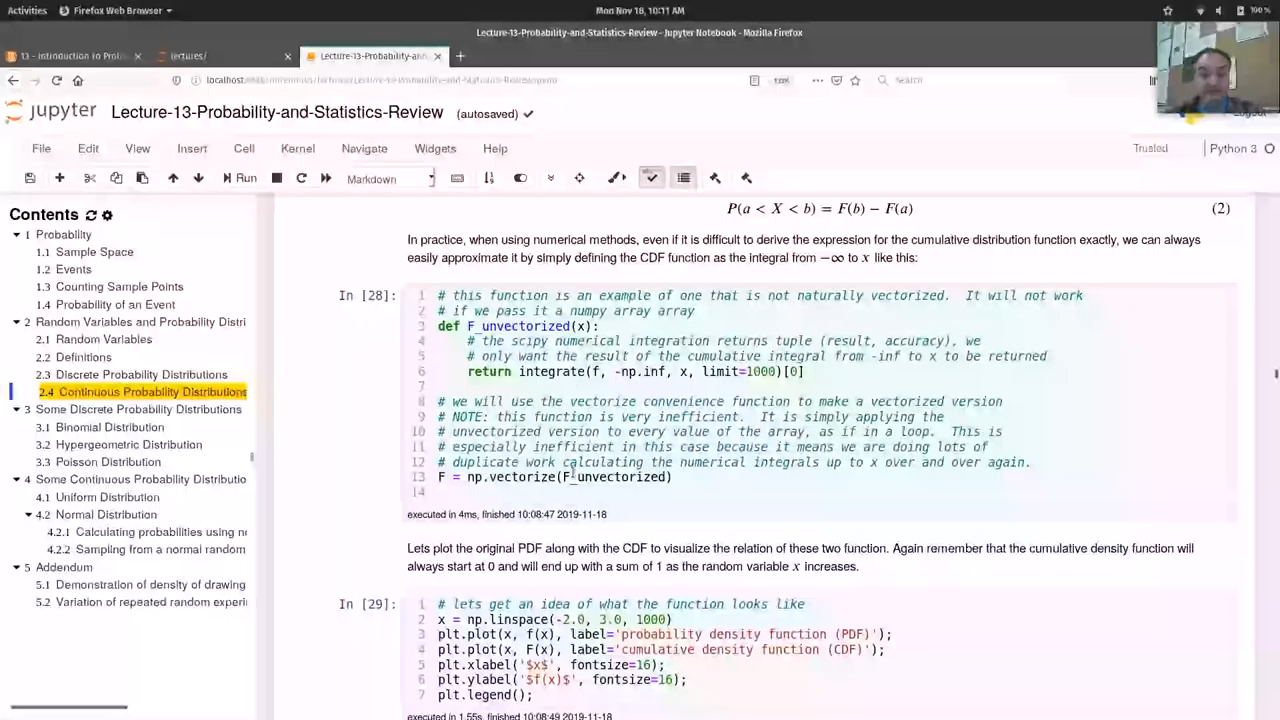 Activities
Firefox Web Browser
Mon Nov 18, 10:11 AM
100 %
Lecture-13-Probability-and-Statistics-Review - Jupyter Notebook - Mozilla Firefox
13 - Introduction to Prob
lectures/
Lecture-13-Probability-an
Search
jupyter
Lecture-13-Probability-and-Statistics-Review
(autosaved)
Logout
File Edit View Insert Cell Kernel Navigate Widgets Help
Trusted
Python 3
Run
Markdown
Contents
1 Probability
1.1 Sample Space
1.2 Events
1.3 Counting Sample Points
1.4 Probability of an Event
2 Random Variables and Probability Distri
2.1 Random Variables
2.2 Definitions
2.3 Discrete Probability Distributions
2.4 Continuous Probability Distributions
3 Some Discrete Probability Distributions
3.1 Binomial Distribution
3.2 Hypergeometric Distribution
3.3 Poisson Distribution
4 Some Continuous Probability Distributio
4.1 Uniform Distribution
4.2 Normal Distribution
4.2.1 Calculating probabilities using no
4.2.2 Sampling from a normal random
5 Addendum
5.1 Demonstration of density of drawing
5.2 Variation of repeated random experi
P(a < X < b) = F(b) − F(a) (2)
In practice, when using numerical methods, even if it is difficult to derive the expression for the cumulative distribution function exactly, we can always
easily approximate it by simply defining the CDF function as the integral from −∞ to x like this:
In [28]:
1 # this function is an example of one that is not naturally vectorized. It will not work
2 # if we pass it a numpy array array
3 def F_unvectorized(x):
4 # the scipy numerical integration returns tuple (result, accuracy), we
5 # only want the result of the cumulative integral from -inf to x to be returned
6 return integrate(f, -np.inf, x, limit=1000)[0]
7
8 # we will use the vectorize convenience function to make a vectorized version
9 # NOTE: this function is very inefficient. It is simply applying the
10 # unvectorized version to every value of the array, as if in a loop. This is
11 # especially inefficient in this case because it means we are doing lots of
12 # duplicate work calculating the numerical integrals up to x over and over again.
13 F = np.vectorize(F_unvectorized)
14
executed in 4ms, finished 10:08:47 2019-11-18
Lets plot the original PDF along with the CDF to visualize the relation of these two function. Again remember that the cumulative density function will
always start at 0 and will end up with a sum of 1 as the random variable x increases.
In [29]:
1 # lets get an idea of what the function looks like
2 x = np.linspace(-2.0, 3.0, 1000)
3 plt.plot(x, f(x), label='probability density function (PDF)');
4 plt.plot(x, F(x), label='cumulative density function (CDF)');
5 plt.xlabel('$x$', fontsize=16);
6 plt.ylabel('$f(x)$', fontsize=16);
7 plt.legend();
executed in 1.55s, finished 10:08:49 2019-11-18